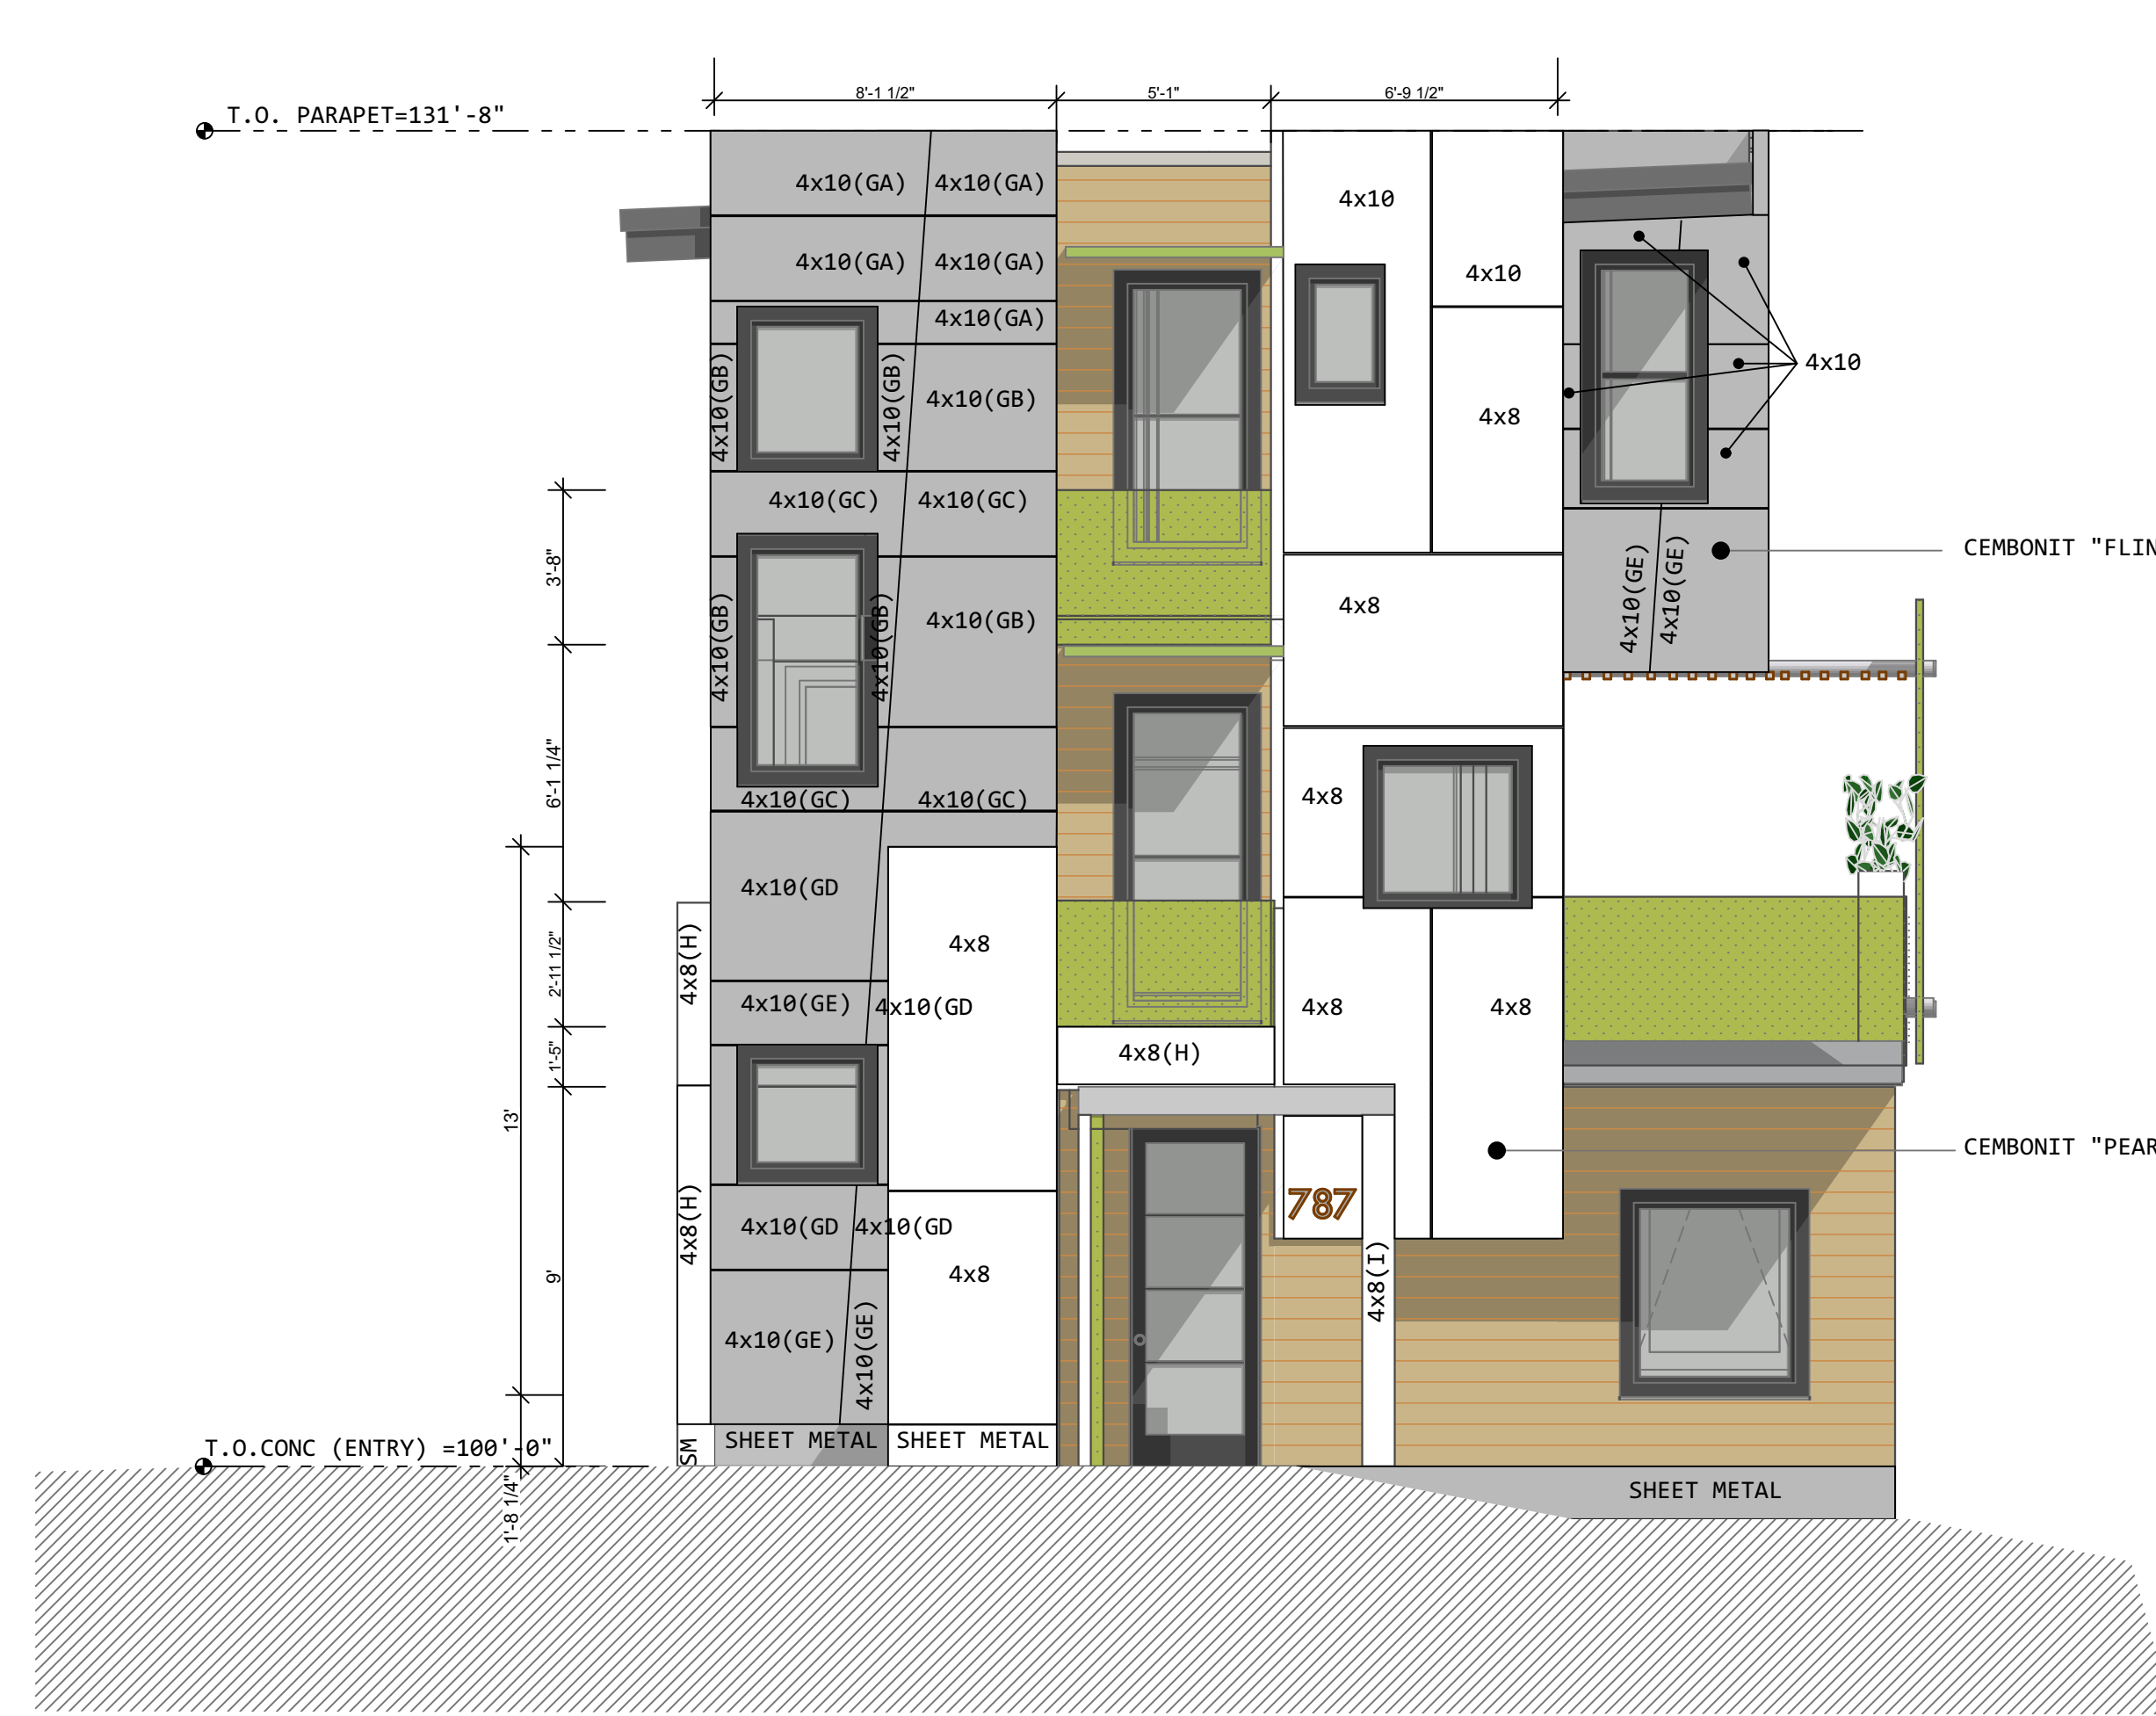 8'-1 1/2" 5'-1" 6'-9 1/2"
T.O. PARAPET=131'-8"
4x10(GA) 4x10(GA)
4x10
4x10(GA) 4x10(GA)
4x10
4x10(GA)
4x10
4x10(GB) 4x10(GB) 4x10(GB)
4x8
4x10(GC) 4x10(GC)
CEMBONIT "FLIN
3'-8"
4x10(GE) 4x10(GE)
4x8
4x10(GB) 4x10(GB) 4x10(GB)
6'-1 1/4"
4x10(GC) 4x10(GC)
4x8
4x10(GD
4x8
2'-11 1/2"
4x8(H)
4x10(GE) 4x10(GD
4x8 4x8
1'-5"
4x8(H)
13'
CEMBONIT "PEAR
787
4x8(H)
4x10(GD 4x10(GD
9'
4x8
4x8(I)
4x10(GE) 4x10(GE)
T.O.CONC (ENTRY) =100'-0"
SM
SHEET METAL SHEET METAL
SHEET METAL
1'-8 1/4"